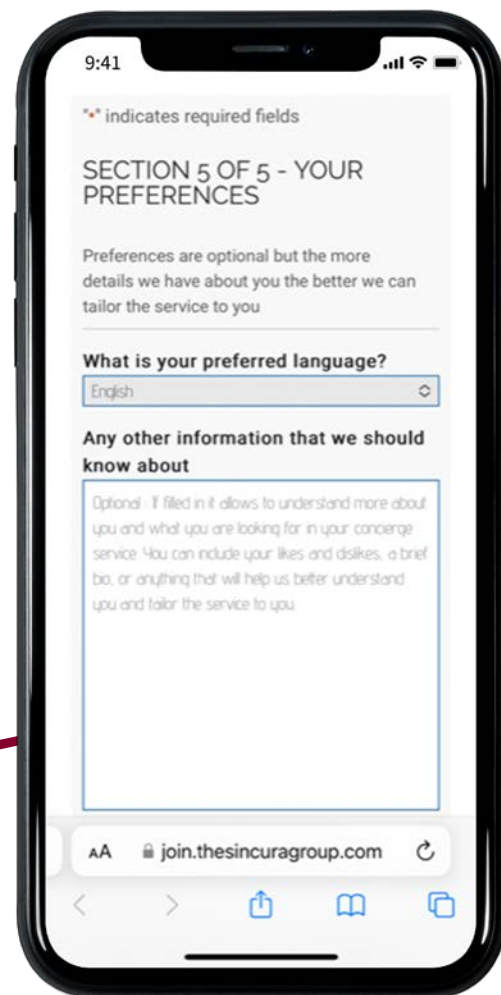 9:41
"*" indicates required fields
SECTION 5 OF 5 - YOUR
PREFERENCES
Preferences are optional but the more
details we have about you the better we can
tailor the service to you
What is your preferred language?
English
Any other information that we should
know about
Optional : If filled in it allows to understand more about
you and what you are looking for in your concierge
service. You can include your likes and dislikes, a brief
bio, or anything that will help us better understand
you and tailor the service to you.
AA join.thesincuragroup.com